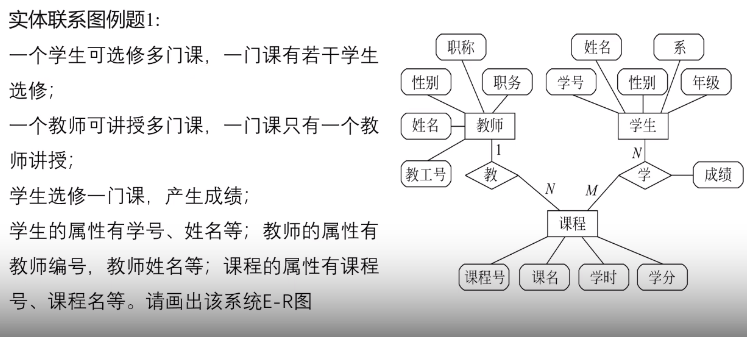 实体联系图例题1：
一个学生可选修多门课，一门课有若干学生
选修；
一个教师可讲授多门课，一门课只有一个教
师讲授；
学生选修一门课，产生成绩；
学生的属性有学号、姓名等；教师的属性有
教师编号，教师姓名等；课程的属性有课程
号、课程名等。请画出该系统E-R图
职称
姓名
系
性别
职务
学号
性别
年级
姓名
教师
学生
1
N
教工号
教
学
成绩
N
M
课程
课程号
课名
学时
学分